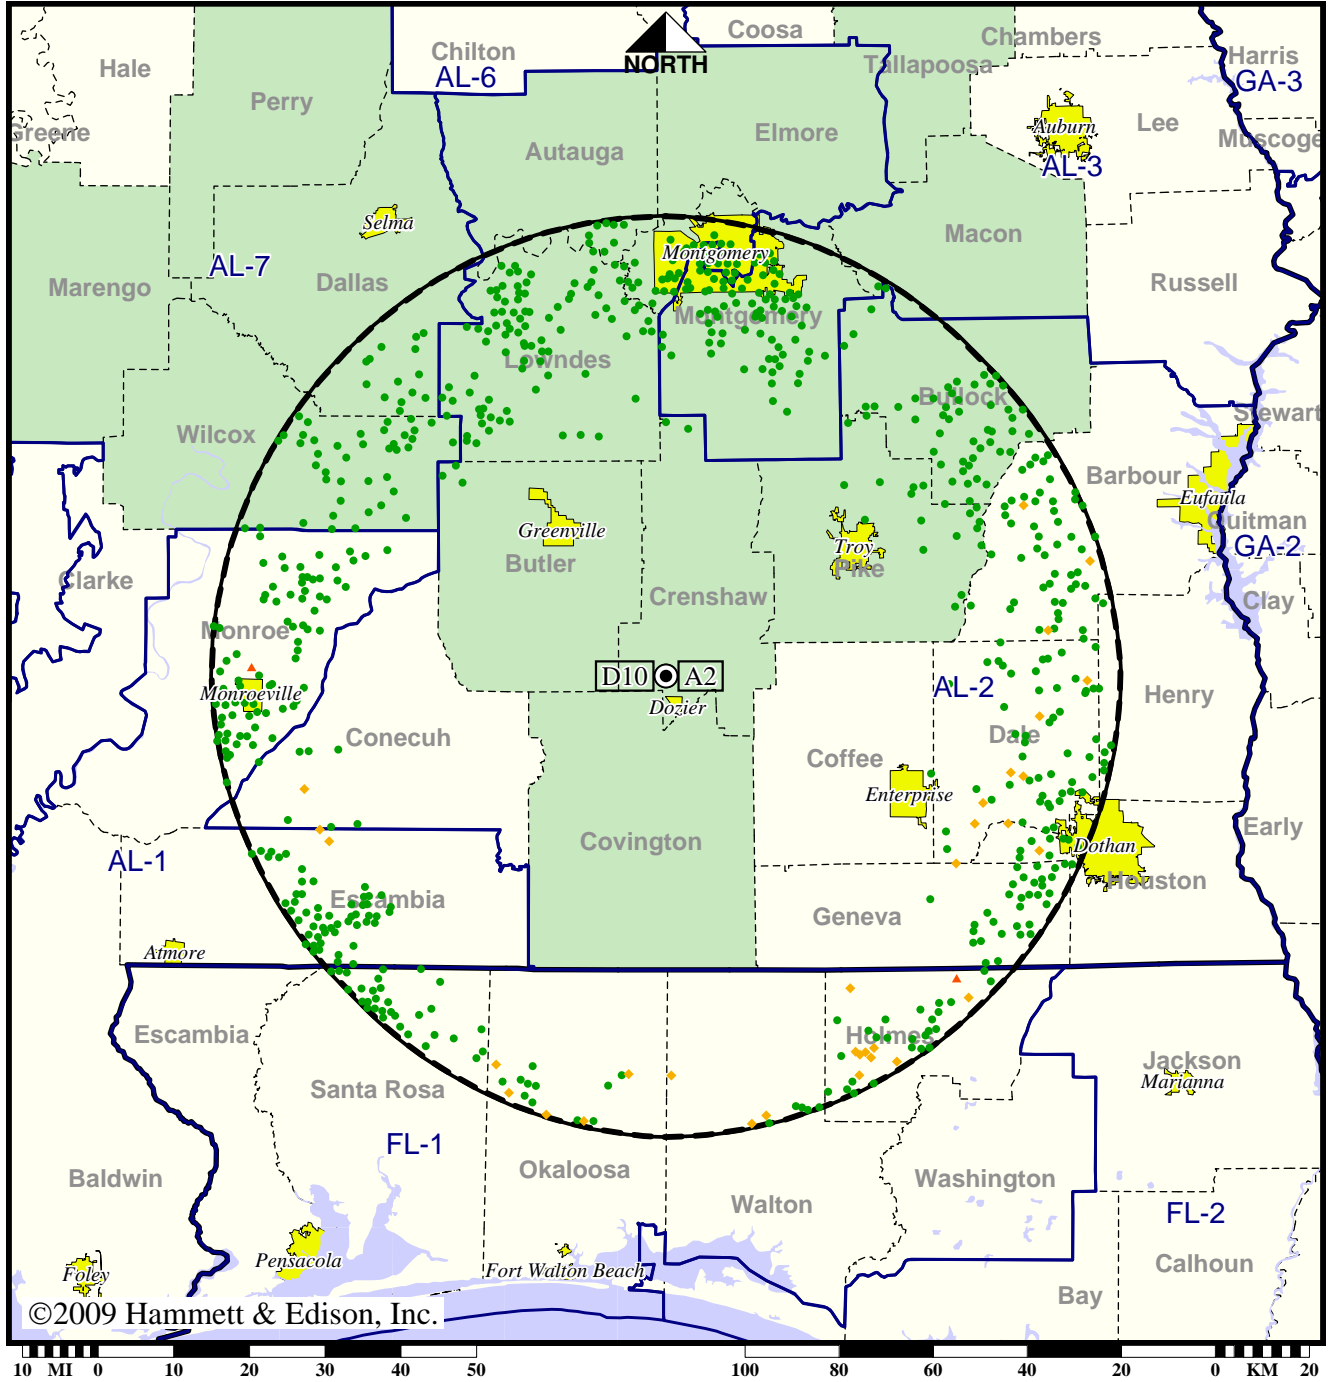 Coosa
Chilton
Chambers
Harris
Hale
AL-6
NORTH
Tallapoosa
GA-3
Perry
Greene
Elmore
Auburn
Lee
Muscoge
Autauga
AL-3
Selma
Macon
Montgomery
AL-7
Dallas
Marengo
Russell
Montgomery
Lowndes
Bullock
Stewart
Wilcox
Barbour
Eufaula
Quitman
Greenville
GA-2
Troy
Butler
Pike
Clarke
Crenshaw
Clay
Monroe
D10 A2
AL-2
Monroeville
Henry
Dozier
Conecuh
Dale
Coffee
Enterprise
Early
Covington
Dothan
AL-1
Houston
Escambia
Geneva
Atmore
Escambia
Holmes
Jackson
Marianna
Santa Rosa
FL-1
Okaloosa
Baldwin
Washington
Walton
FL-2
Pensacola
Calhoun
Foley
Fort Walton Beach
Bay
©2009 Hammett & Edison, Inc.
10 MI 0 10 20 30 40 50 100 80 60 40 20 0 KM 20